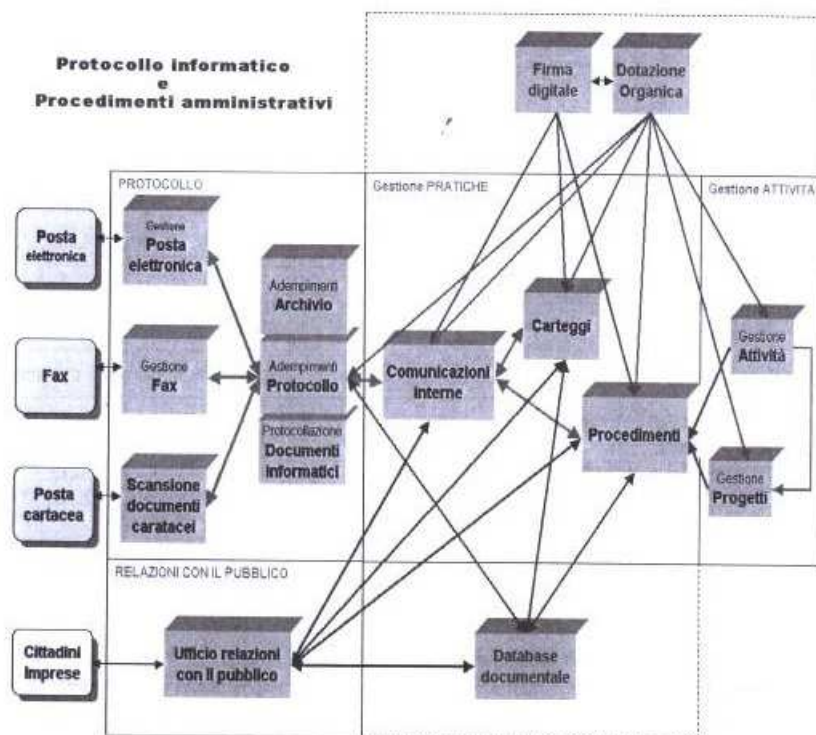 Protocollo informatico
e
Procedimenti amministrativi
Firma
digitale
Dotazione
Organica
PROTOCOLLO
Gestione PRATICHE
Gestione ATTIVITÀ
Posta
elettronica
Gestione
Posta
elettronica
Adempimenti
Archivio
Carteggi
Gestione
Attività
Fax
Gestione
Fax
Adempimenti
Protocollo
Comunicazioni
interne
Procedimenti
Protocollazione
Documenti
informatici
Posta
cartacea
Scansione
documenti
caratacei
Gestione
Progetti
RELAZIONI CON IL PUBBLICO
Cittadini
Imprese
Ufficio relazioni
con il pubblico
Database
documentale